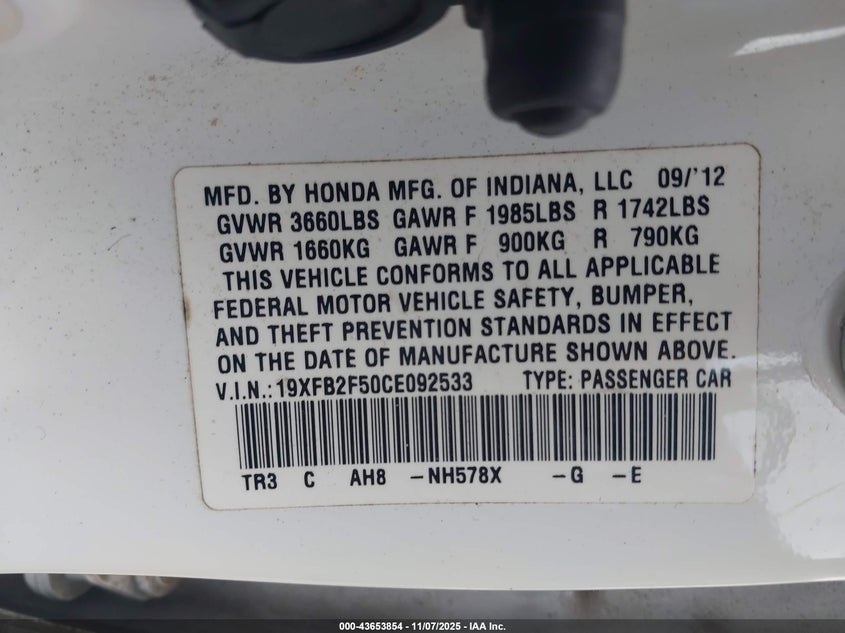 MFD. BY HONDA MFG. OF INDIANA, LLC 09/'12
GVWR 3660LBS GAWR F 1985LBS R 1742LBS
GVWR 1660KG GAWR F 900KG R 790KG
THIS VEHICLE CONFORMS TO ALL APPLICABLE
FEDERAL MOTOR VEHICLE SAFETY, BUMPER,
AND THEFT PREVENTION STANDARDS IN EFFECT
ON THE DATE OF MANUFACTURE SHOWN ABOVE.
V.I.N.:19XFB2F50CE092533 TYPE: PASSENGER CAR
TR3 C AH8 -NH578X -G -E
000-43653854 | 11/07/2025 - IAA Inc.